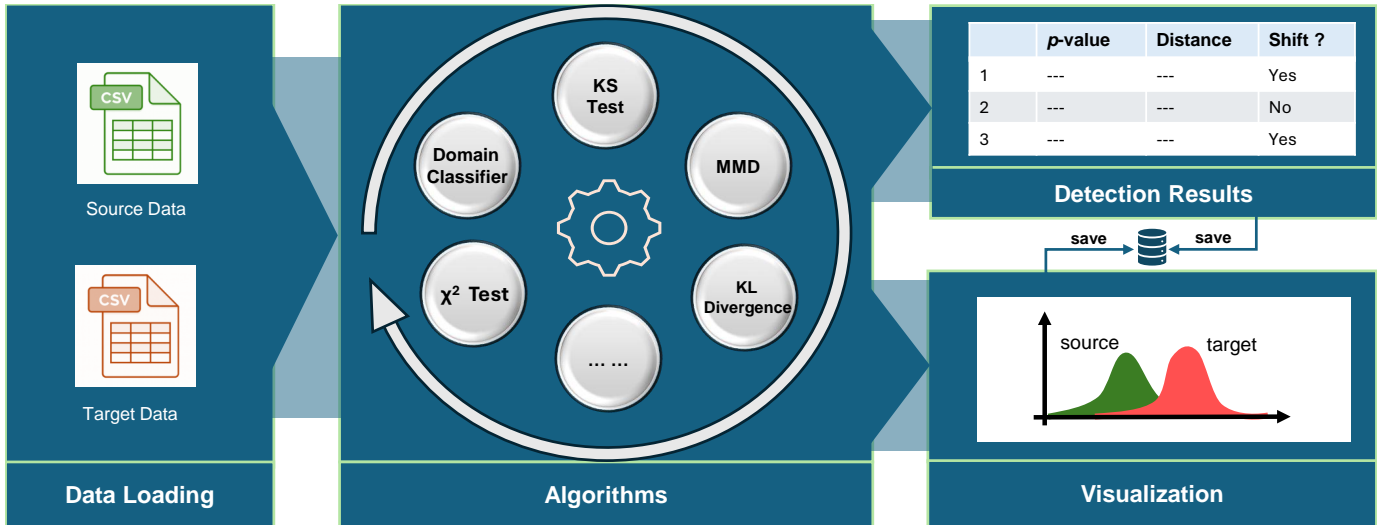 CSV
Source Data
CSV
Target Data
Data Loading
KS
Test
Domain
Classifier
MMD
χ² Test
KL
Divergence
... ...
Algorithms
p-value Distance Shift ?
1 --- --- Yes
2 --- --- No
3 --- --- Yes
Detection Results
save save
source target
Visualization